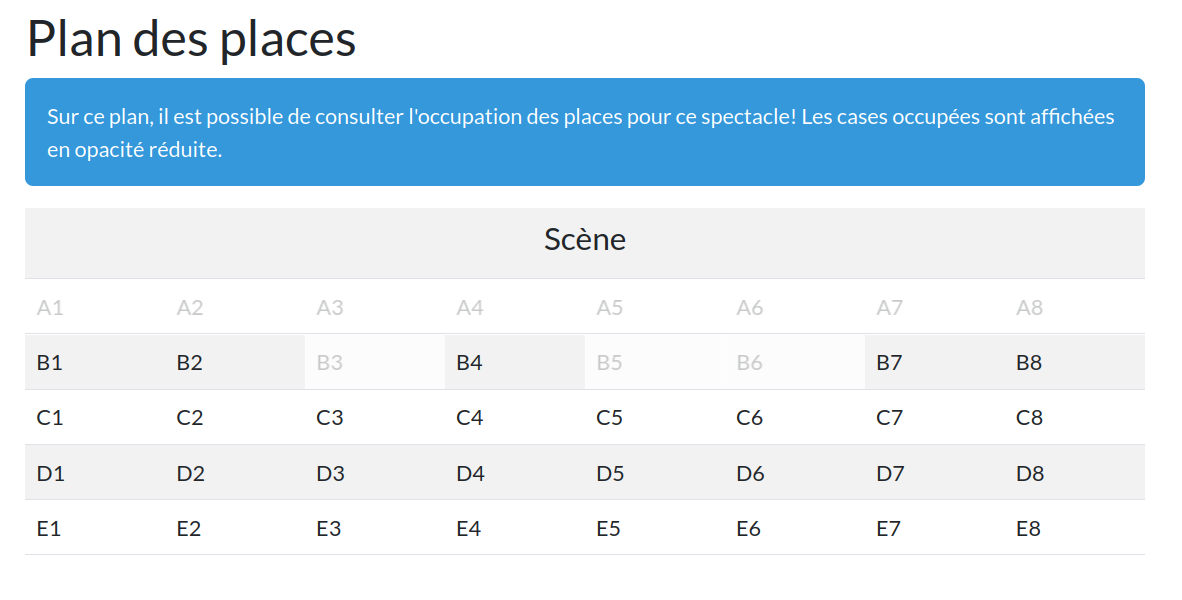 Plan des places
Sur ce plan, il est possible de consulter l'occupation des places pour ce spectacle! Les cases occupées sont affichées
en opacité réduite.
Scène
A1 A2 A3 A4 A5 A6 A7 A8
B1 B2 B3 B4 B5 B6 B7 B8
C1 C2 C3 C4 C5 C6 C7 C8
D1 D2 D3 D4 D5 D6 D7 D8
E1 E2 E3 E4 E5 E6 E7 E8